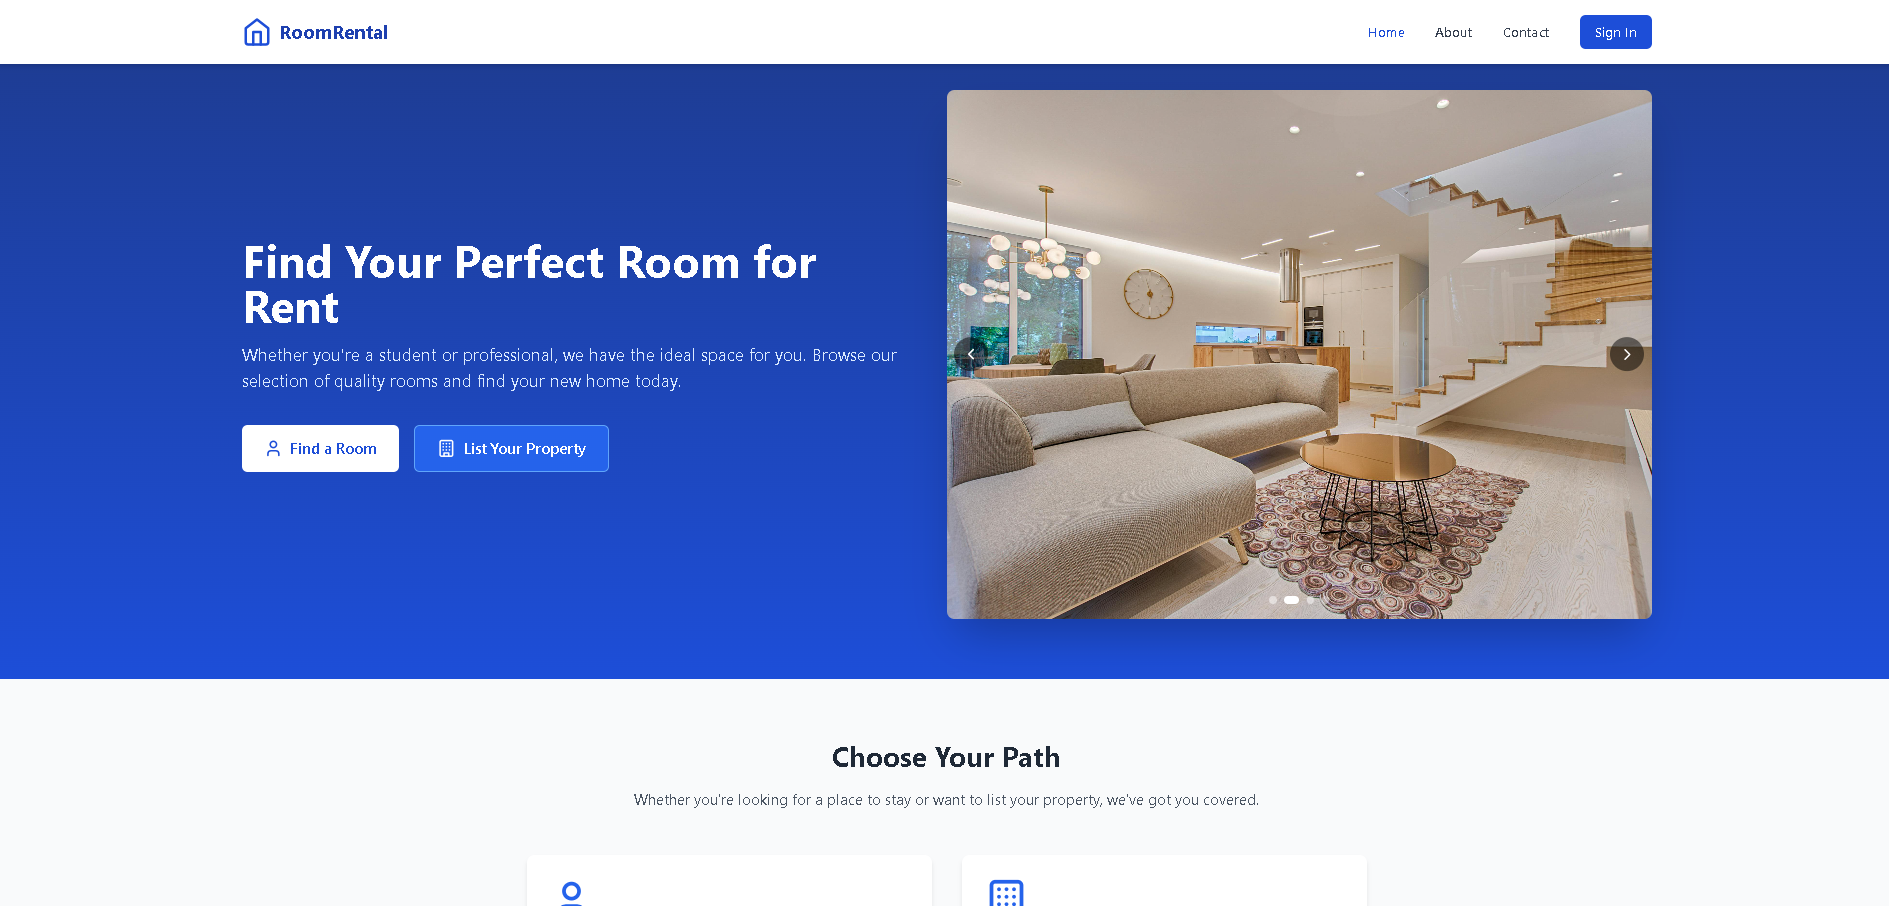 RoomRental
Home
About
Contact
Sign In
Find Your Perfect Room for
Rent
Whether you're a student or professional, we have the ideal space for you. Browse our
selection of quality rooms and find your new home today.
Find a Room
List Your Property
Choose Your Path
Whether you're looking for a place to stay or want to list your property, we've got you covered.